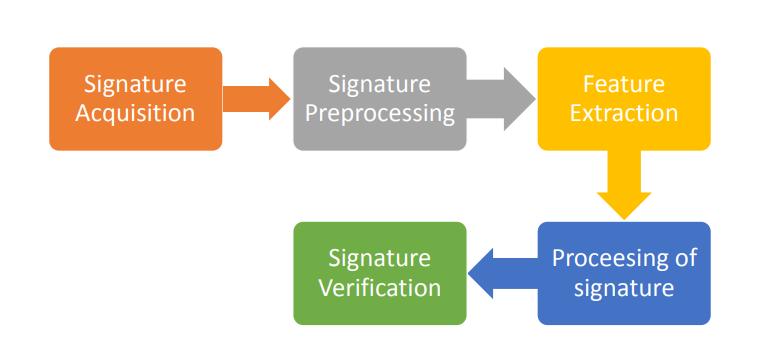 Signature
Acquisition
Signature
Preprocessing
Feature
Extraction
Proceesing of
signature
Signature
Verification